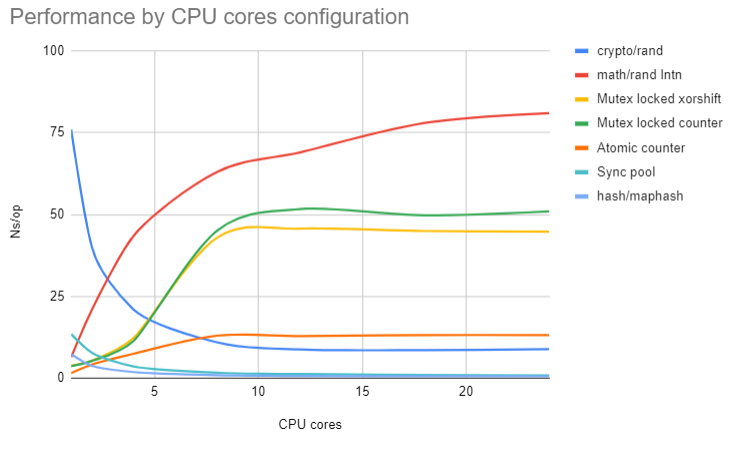 Performance by CPU cores configuration
100
75
50
25
0
Ns/op
5
10
15
20
CPU cores
crypto/rand
math/rand Intn
Mutex locked xorshift
Mutex locked counter
Atomic counter
Sync pool
hash/maphash